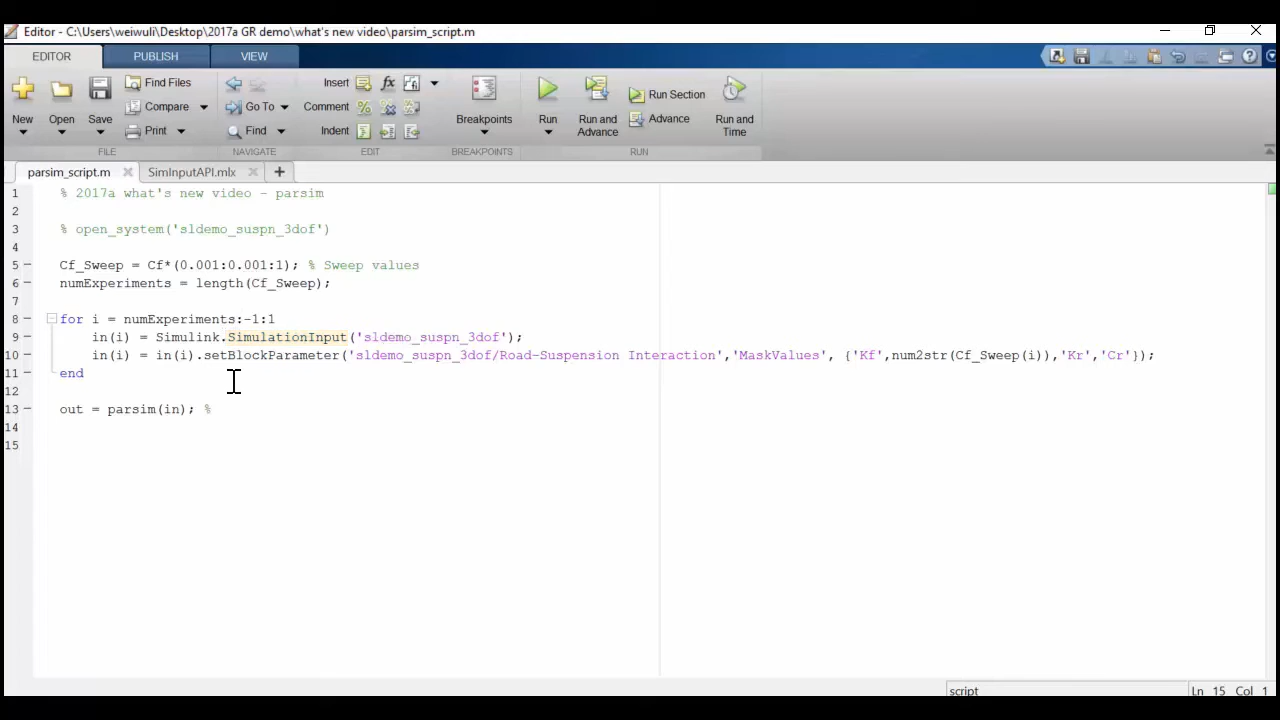 Editor - C:\Users\weiwuli\Desktop\2017a GR demo\what's new video\parsim_script.m
EDITOR PUBLISH VIEW
Find Files Insert fx
Compare Go To Comment Run Section
New Open Save Print Find Indent Breakpoints Run Run and Advance Advance Run and Time
FILE NAVIGATE EDIT BREAKPOINTS RUN
parsim_script.m SimInputAPI.mlx
1 % 2017a what's new video - parsim
2
3 % open_system('sldemo_suspn_3dof')
4
5 - Cf_Sweep = Cf*(0.001:0.001:1); % Sweep values
6 - numExperiments = length(Cf_Sweep);
7
8 - for i = numExperiments:-1:1
9 - in(i) = Simulink.SimulationInput('sldemo_suspn_3dof');
10 - in(i) = in(i).setBlockParameter('sldemo_suspn_3dof/Road-Suspension Interaction','MaskValues', {'Kf',num2str(Cf_Sweep(i)),'Kr','Cr'});
11 - end
12
13 - out = parsim(in); %
14
15
script Ln 15 Col 1